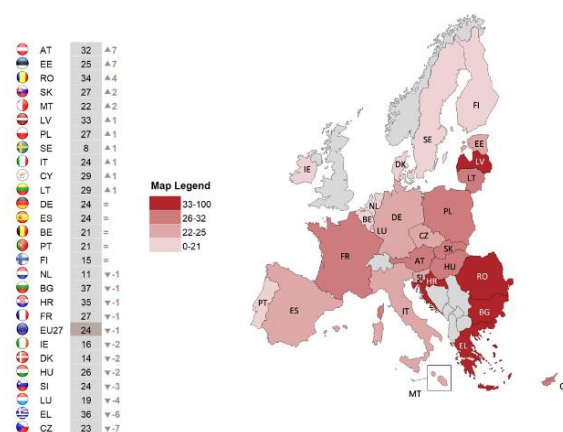 AT 32 ▲7
EE 25 ▲7
RO 34 ▲4
SK 27 ▲2
MT 22 ▲2
LV 33 ▲1
PL 27 ▲1
SE 8 ▲1
IT 24 ▲1
CY 29 ▲1
LT 29 ▲1
DE 24 =
ES 24 =
BE 21 =
PT 21 =
FI 15 =
NL 11 ▼-1
BG 37 ▼-1
HR 35 ▼-1
FR 27 ▼-1
EU27 24 ▼-1
IE 16 ▼-2
DK 14 ▼-2
HU 26 ▼-2
SI 24 ▼-3
LU 19 ▼-4
EL 36 ▼-6
CZ 23 ▼-7
Map Legend
33-100
26-32
22-25
0-21
FI
SE
EE
LV
LT
DK
IE
NL
BE
DE
PL
LU
CZ
SK
FR
AT
HU
SI
HR
RO
IT
BG
PT
ES
EL
MT